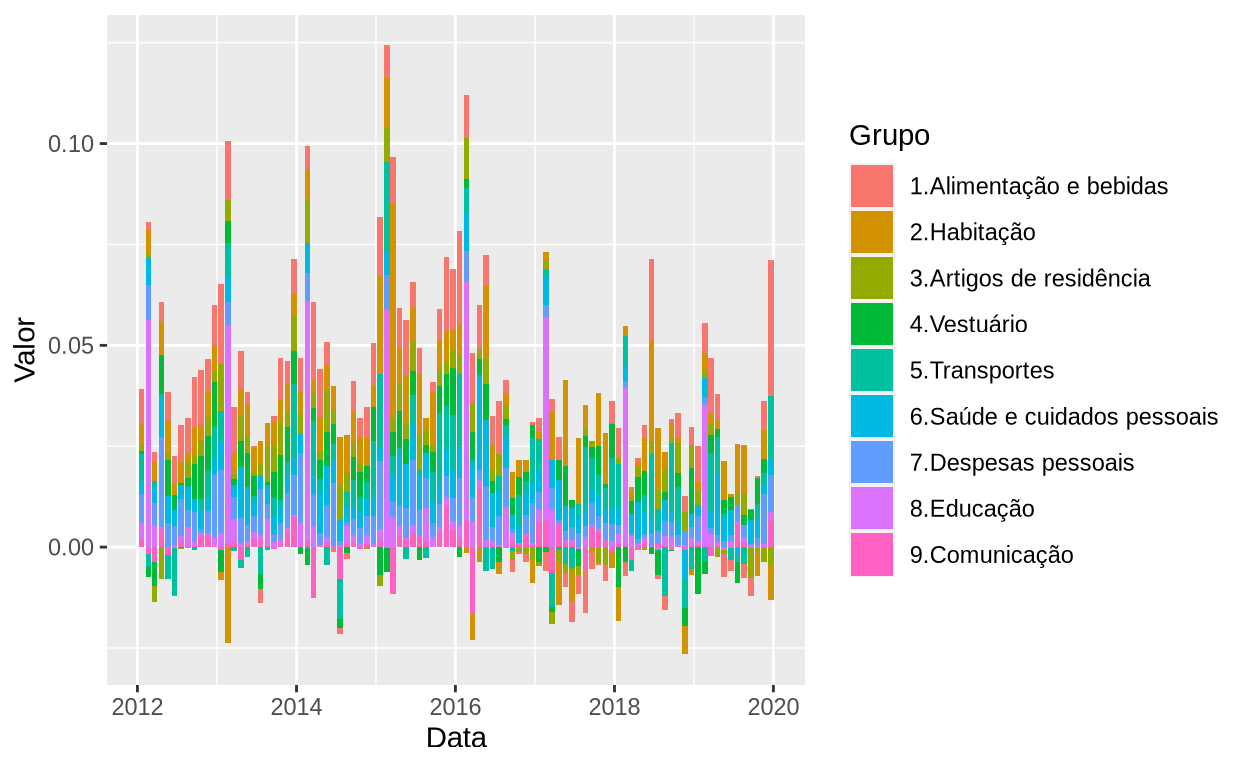 Valor
0.10
0.05
0.00
2012
2014
2016
2018
2020
Data
Grupo
1.Alimentação e bebidas
2.Habitação
3.Artigos de residência
4.Vestuário
5.Transportes
6.Saúde e cuidados pessoais
7.Despesas pessoais
8.Educação
9.Comunicação